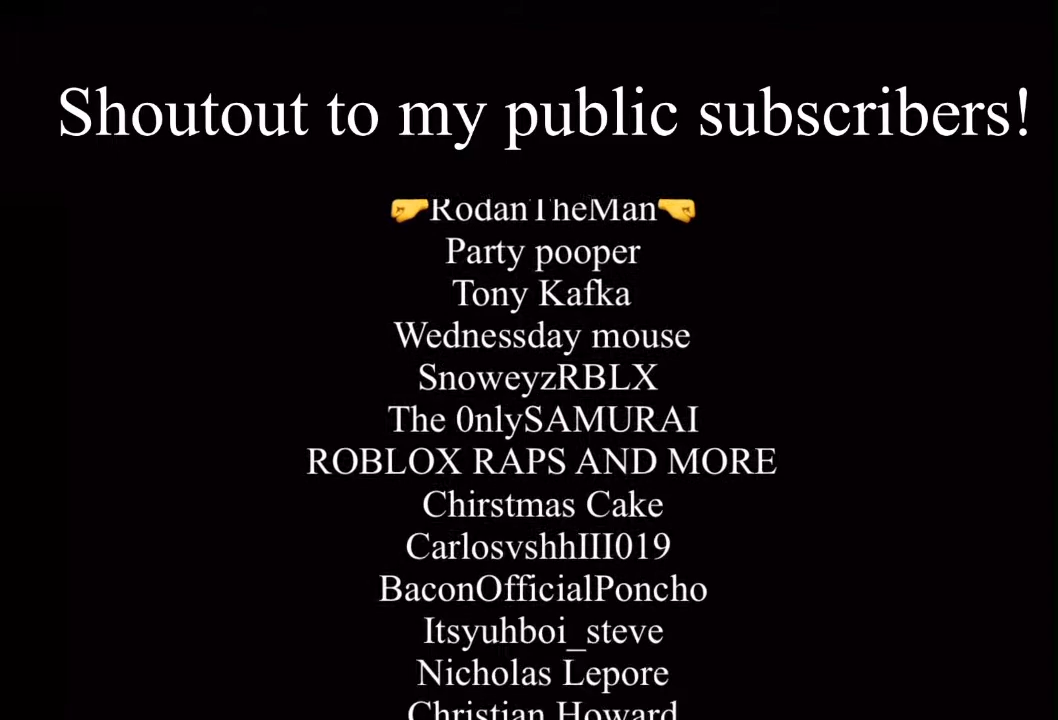 Shoutout to my public subscribers!
🤛RodanTheMan🤜
Party pooper
Tony Kafka
Wednessday mouse
SnoweyzRBLX
The 0nlySAMURAI
ROBLOX RAPS AND MORE
Chirstmas Cake
CarlosvshhIII019
BaconOfficialPoncho
Itsyuhboi_steve
Nicholas Lepore
Christian Howard